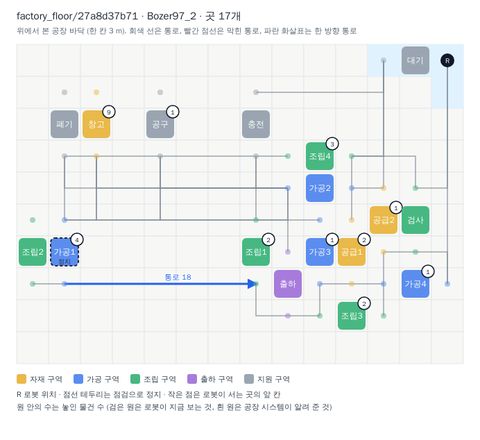 factory_floor/27a8d37b71 · Bozer97_2 · 곳 17개
위에서 본 공장 바닥 (한 칸 3 m). 회색 선은 통로, 빨간 점선은 막힌 통로, 파란 화살표는 한 방향 통로
대기
R
폐기
창고
9
공구
1
충전
조립4
3
가공2
공급2
1
검사
조립2
가공1
4
정지
조립1
2
가공3
1
공급1
2
통로 18
출하
가공4
1
조립3
2
자재 구역
가공 구역
조립 구역
출하 구역
지원 구역
R 로봇 위치 · 점선 테두리는 점검으로 정지 · 작은 점은 로봇이 서는 곳의 앞 칸
원 안의 수는 놓인 물건 수 (검은 원은 로봇이 지금 보는 것, 흰 원은 공장 시스템이 알려 준 것)